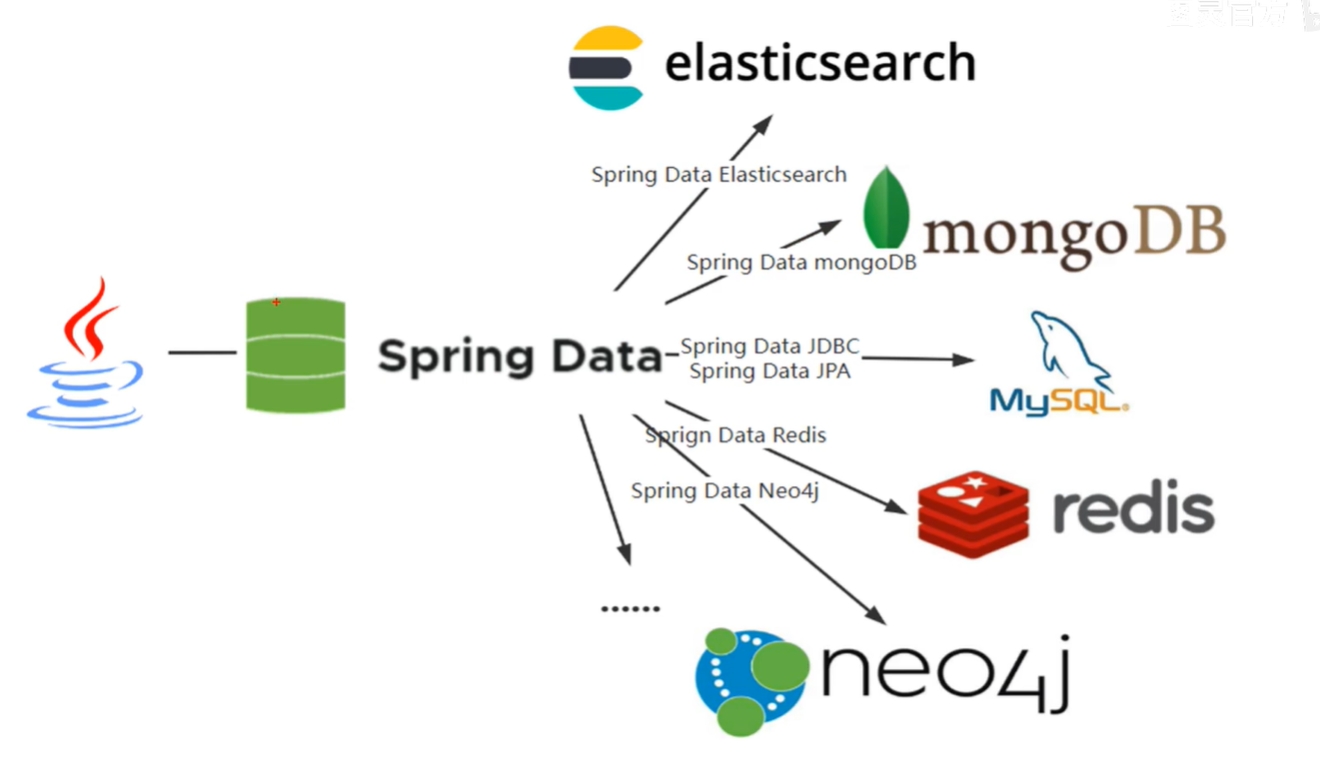 elasticsearch
Spring Data Elasticsearch
mongoDB
Spring Data mongoDB
Spring Data
Spring Data JDBC
Spring Data JPA
MySQL®
Sprign Data Redis
redis
Spring Data Neo4j
......
neo4j